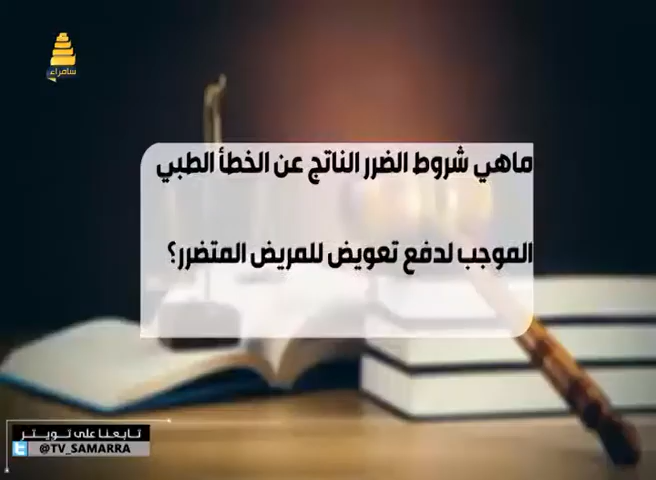 سامراء
ماهي شروط الضرر الناتج عن الخطأ الطبي
الموجب لدفع تعويض للمريض المتضرر؟
تابعنا على تويتر
@TV_SAMARRA